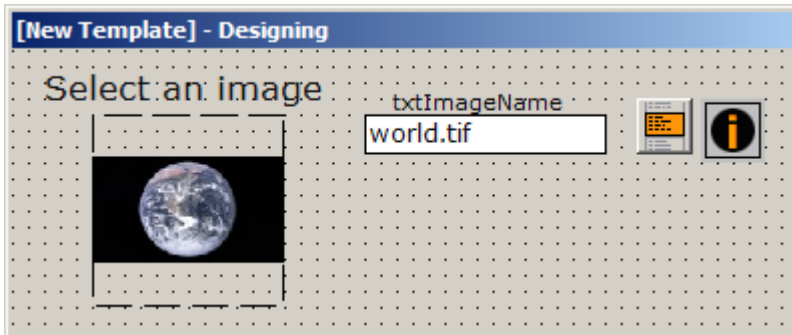 [New Template] - Designing
Select an image
txtImageName
world.tif
i